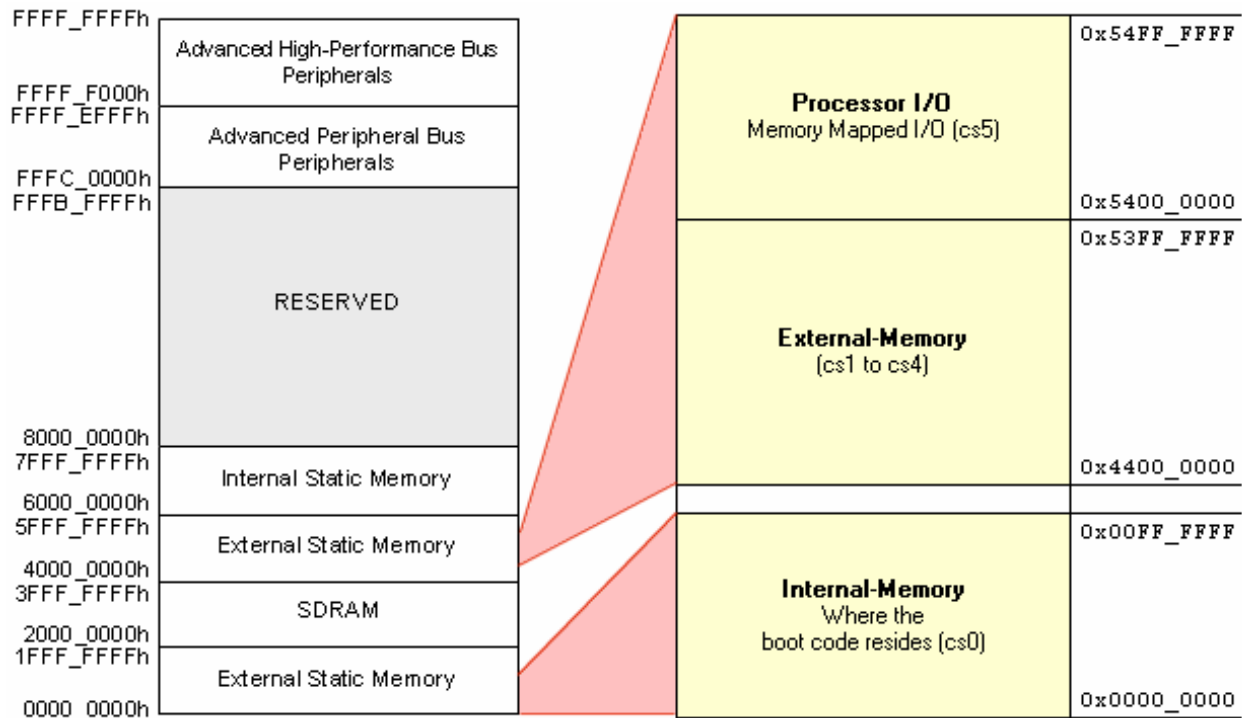 FFFF_FFFFh
Advanced High-Performance Bus
Peripherals
FFFF_F000h
FFFF_EFFFh
Advanced Peripheral Bus
Peripherals
FFFC_0000h
FFFB_FFFFh
RESERVED
8000_0000h
7FFF_FFFFh
Internal Static Memory
6000_0000h
5FFF_FFFFh
External Static Memory
4000_0000h
3FFF_FFFFh
SDRAM
2000_0000h
1FFF_FFFFh
External Static Memory
0000_0000h
0x54FF_FFFF
Processor I/O
Memory Mapped I/O (cs5)
0x5400_0000
0x53FF_FFFF
External-Memory
(cs1 to cs4)
0x4400_0000
0x00FF_FFFF
Internal-Memory
Where the
boot code resides (cs0)
0x0000_0000